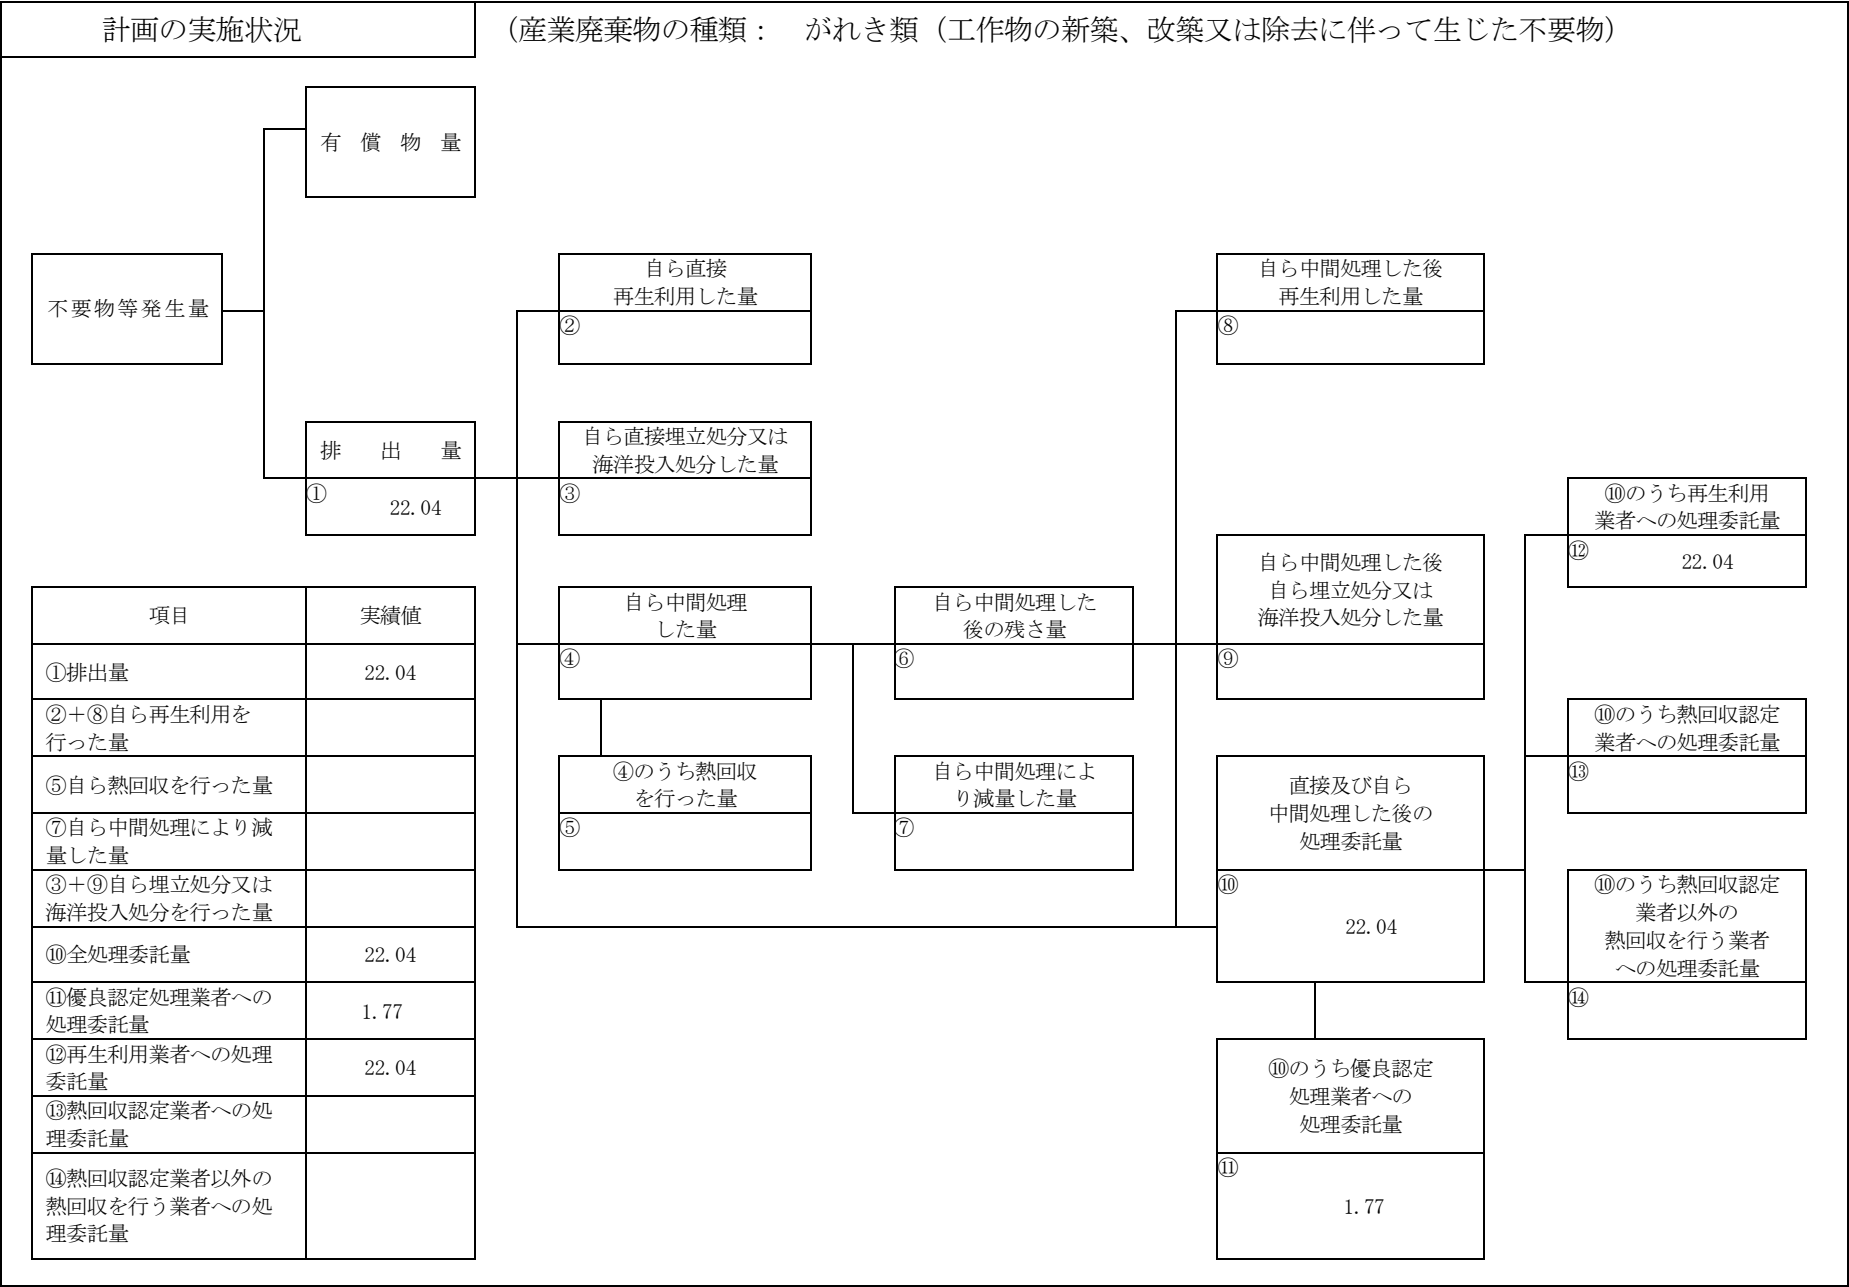 計画の実施状況
（産業廃棄物の種類：　がれき類（工作物の新築、改築又は除去に伴って生じた不要物）
有　償　物　量
不要物等発生量
自ら直接
再生利用した量
②
自ら中間処理した後
再生利用した量
⑧
排　出　量
①
22.04
自ら直接埋立処分又は
海洋投入処分した量
③
⑩のうち再生利用
業者への処理委託量
⑫
22.04
自ら中間処理
した量
④
自ら中間処理した
後の残さ量
⑥
自ら中間処理した後
自ら埋立処分又は
海洋投入処分した量
⑨
④のうち熱回収
を行った量
⑤
自ら中間処理によ
り減量した量
⑦
直接及び自ら
中間処理した後の
処理委託量
⑩
22.04
⑩のうち熱回収認定
業者への処理委託量
⑬
⑩のうち熱回収認定
業者以外の
熱回収を行う業者
への処理委託量
⑭
⑩のうち優良認定
処理業者への
処理委託量
⑪
1.77
項目　実績値
①排出量　22.04
②＋⑧自ら再生利用を
行った量
⑤自ら熱回収を行った量
⑦自ら中間処理により減
量した量
③＋⑨自ら埋立処分又は
海洋投入処分を行った量
⑩全処理委託量　22.04
⑪優良認定処理業者への
処理委託量
1.77
⑫再生利用業者への処理
委託量
22.04
⑬熱回収認定業者への処
理委託量
⑭熱回収認定業者以外の
熱回収を行う業者への処
理委託量